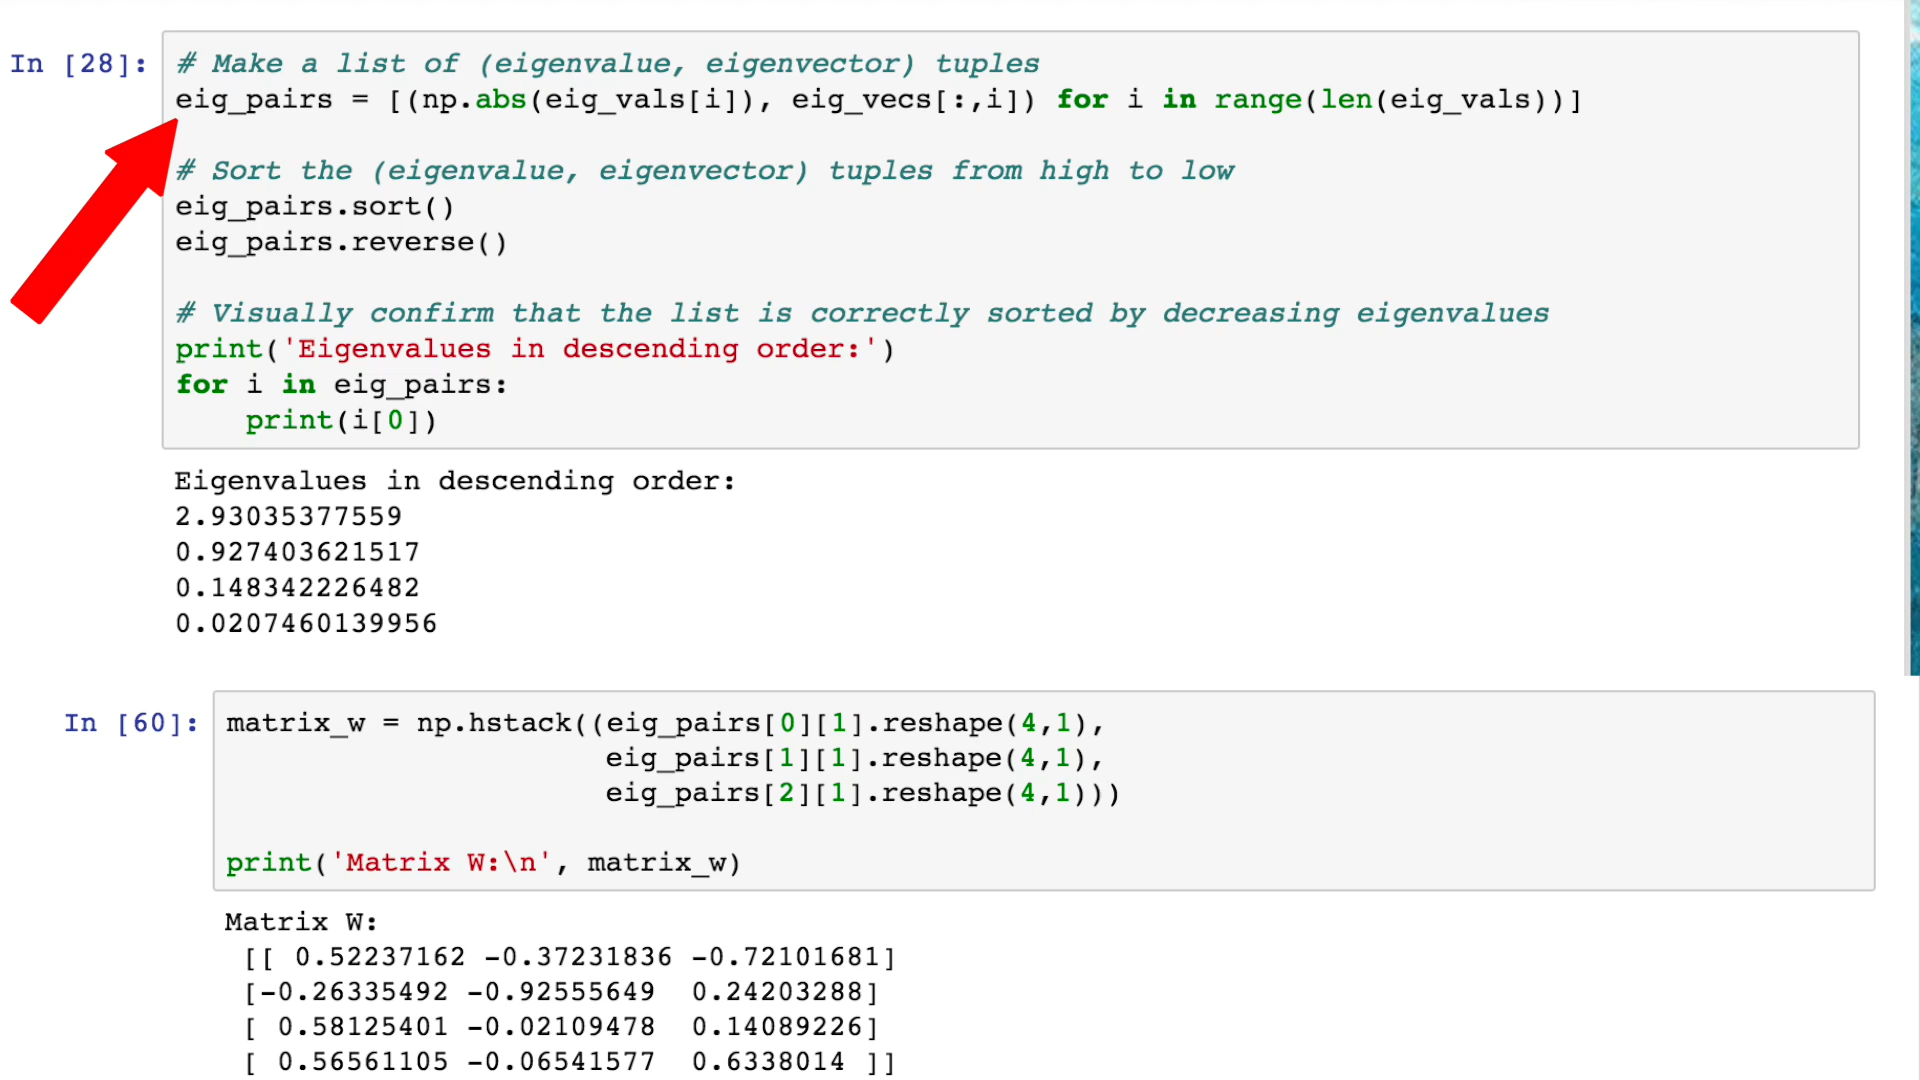 In [28]: # Make a list of (eigenvalue, eigenvector) tuples
eig_pairs = [(np.abs(eig_vals[i]), eig_vecs[:,i]) for i in range(len(eig_vals))]
# Sort the (eigenvalue, eigenvector) tuples from high to low
eig_pairs.sort()
eig_pairs.reverse()
# Visually confirm that the list is correctly sorted by decreasing eigenvalues
print('Eigenvalues in descending order:')
for i in eig_pairs:
    print(i[0])
Eigenvalues in descending order:
2.93035377559
0.927403621517
0.148342226482
0.0207460139956
In [60]: matrix_w = np.hstack((eig_pairs[0][1].reshape(4,1),
                      eig_pairs[1][1].reshape(4,1),
                      eig_pairs[2][1].reshape(4,1)))
print('Matrix W:\n', matrix_w)
Matrix W:
 [[ 0.52237162 -0.37231836 -0.72101681]
 [-0.26335492 -0.92555649  0.24203288]
 [ 0.58125401 -0.02109478  0.14089226]
 [ 0.56561105 -0.06541577  0.6338014 ]]